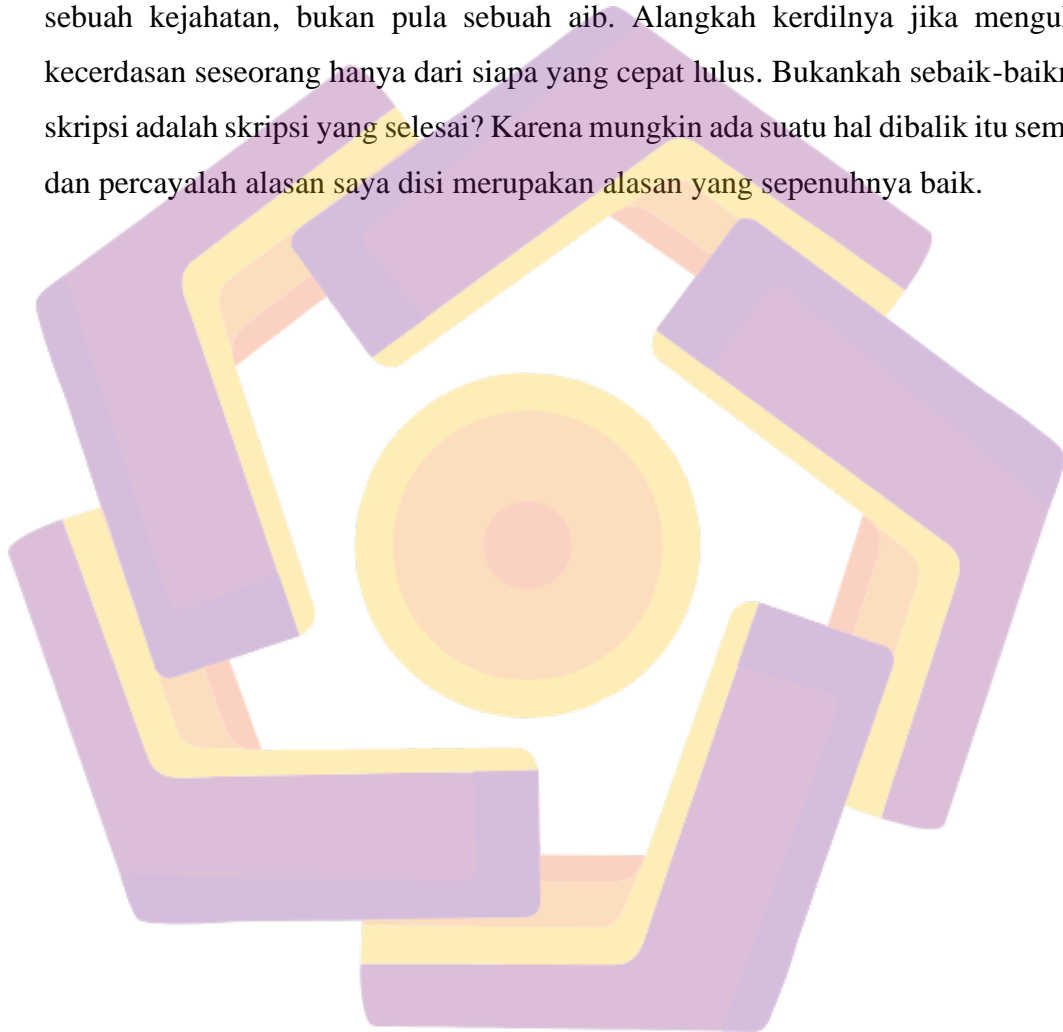 sebuah kejahatan, bukan pula sebuah aib. Alangkah kerdilnya jika
kecerdasan seseorang hanya dari siapa yang cepat lulus. Bukankah
skripsi adalah skripsi yang selesai? Karena mungkin ada suatu hal dibalik itu
dan percayalah alasan saya disi merupakan alasan yang sepenuhnya baik.